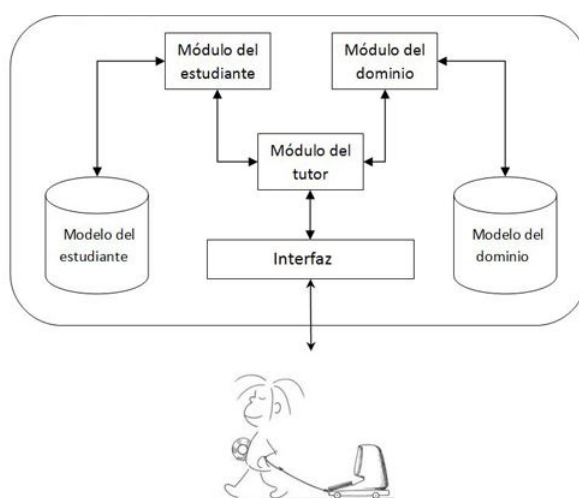 Módulo del
estudiante
Módulo del
dominio
Módulo del
tutor
Modelo del
estudiante
Interfaz
Modelo del
dominio